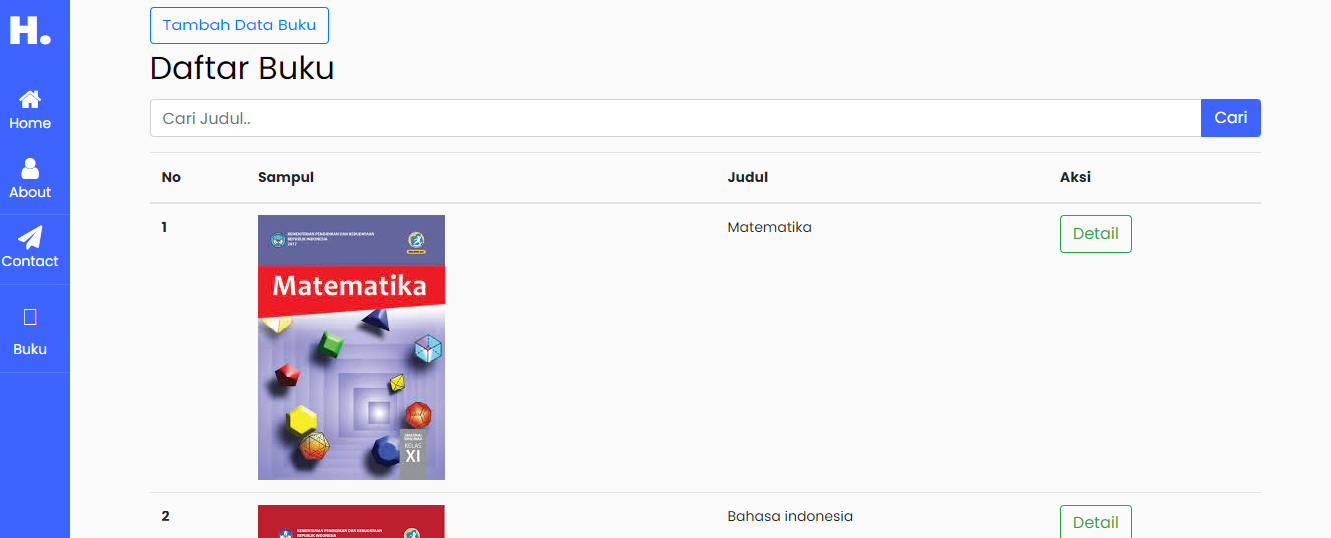 H.
Home
About
Contact
Buku
Tambah Data Buku
Daftar Buku
Cari Judul..
Cari
No Sampul Judul Aksi
1
KEMENTERIAN PENDIDIKAN DAN KEBUDAYAAN
REPUBLIK INDONESIA
2017
Matematika
KELAS
XI
Matematika
Detail
2
KEMENTERIAN PENDIDIKAN DAN KEBUDAYAAN
REPUBLIK INDONESIA
Bahasa indonesia
Detail